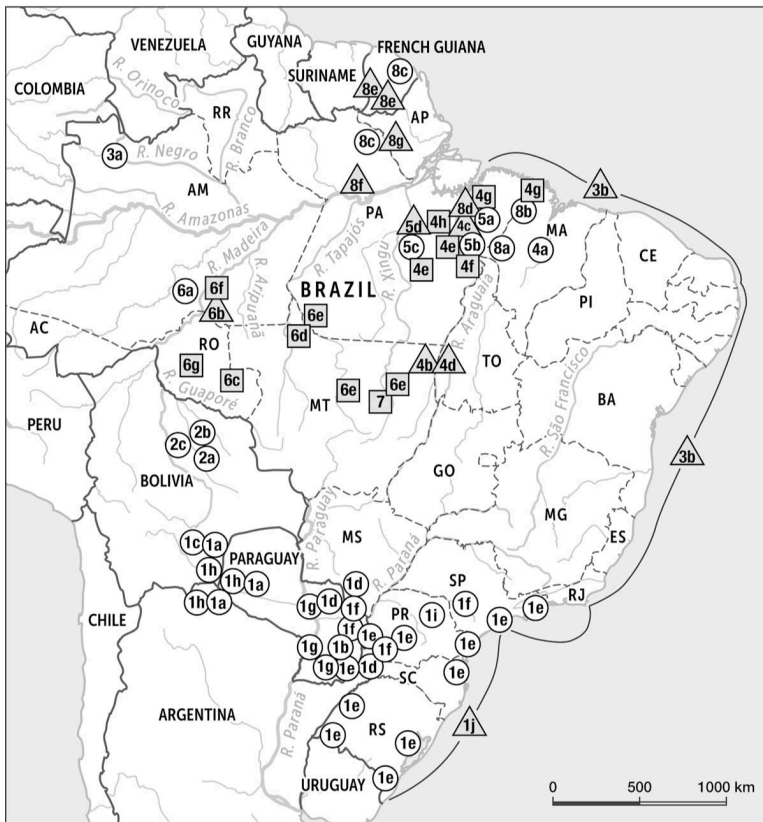 FRENCH GUIANA
VENEZUELA
GUYANA
SURINAME
8c
COLOMBIA
R. Orinoco
8e
8e
RR
AP
R. Branco
3a
R. Negro
8c
8g
AM
8f
R. Amazonas
PA
4g
4g
3b
8d
5a
8b
5d
4h
4c
MA
R. Madeira
R. Tapajós
R. Xingu
5c
4e
5b
8a
4a
CE
4e
4f
6a
6f
R. Aripuanã
BRAZIL
PI
6b
6e
R. Araguaia
AC
6d
RO
TO
R. São Francisco
6g
6c
4b
4d
R. Guaporé
6e
6e
BA
MT
7
PERU
2b
2c
2a
3b
BOLIVIA
GO
R. Paraguay
MG
MS
ES
1c
1a
R. Paraná
PARAGUAY
1h
1h
1a
1d
SP
RJ
CHILE
1h
1a
1g
1d
1f
1f
1e
PR
1i
1e
1f
1e
1e
1g
1b
1f
1e
1g
1e
1d
SC
1e
ARGENTINA
R. Paraná
1e
RS
1j
1e
1e
URUGUAY
1e
0 500 1000 km